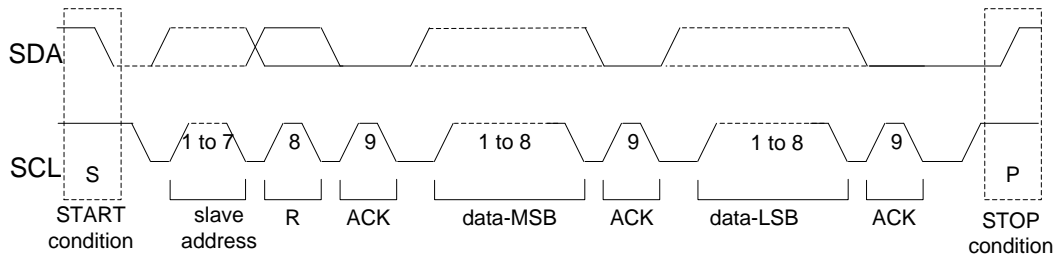 SDA
SCL
1 to 7
8
9
1 to 8
9
1 to 8
9
S
P
START
condition
slave
address
R
ACK
data-MSB
ACK
data-LSB
ACK
STOP
condition